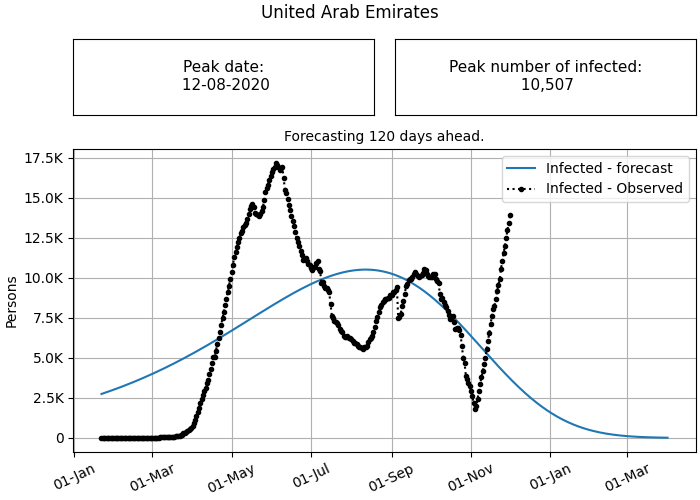 United Arab Emirates
Peak date:
12-08-2020
Peak number of infected:
10,507
Forecasting 120 days ahead.
17.5K
15.0K
12.5K
10.0K
7.5K
5.0K
2.5K
0
Persons
Infected - forecast
Infected - Observed
01-Jan
01-Mar
01-May
01-Jul
01-Sep
01-Nov
01-Jan
01-Mar